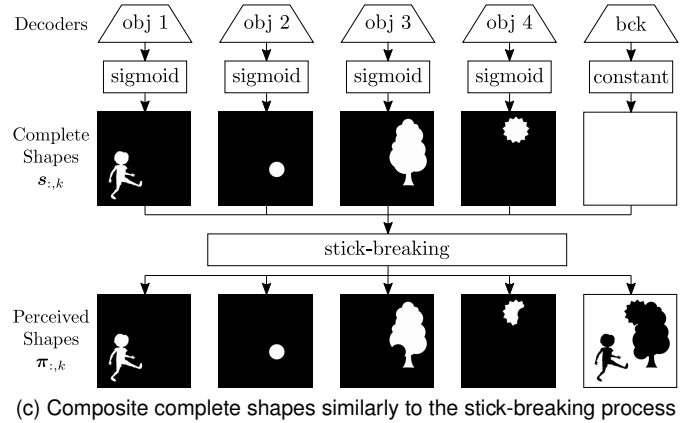 Decoders obj 1 obj 2 obj 3 obj 4 bck
sigmoid sigmoid sigmoid sigmoid constant
Complete
Shapes
s:,k
stick-breaking
Perceived
Shapes
π:,k
(c) Composite complete shapes similarly to the stick-breaking process